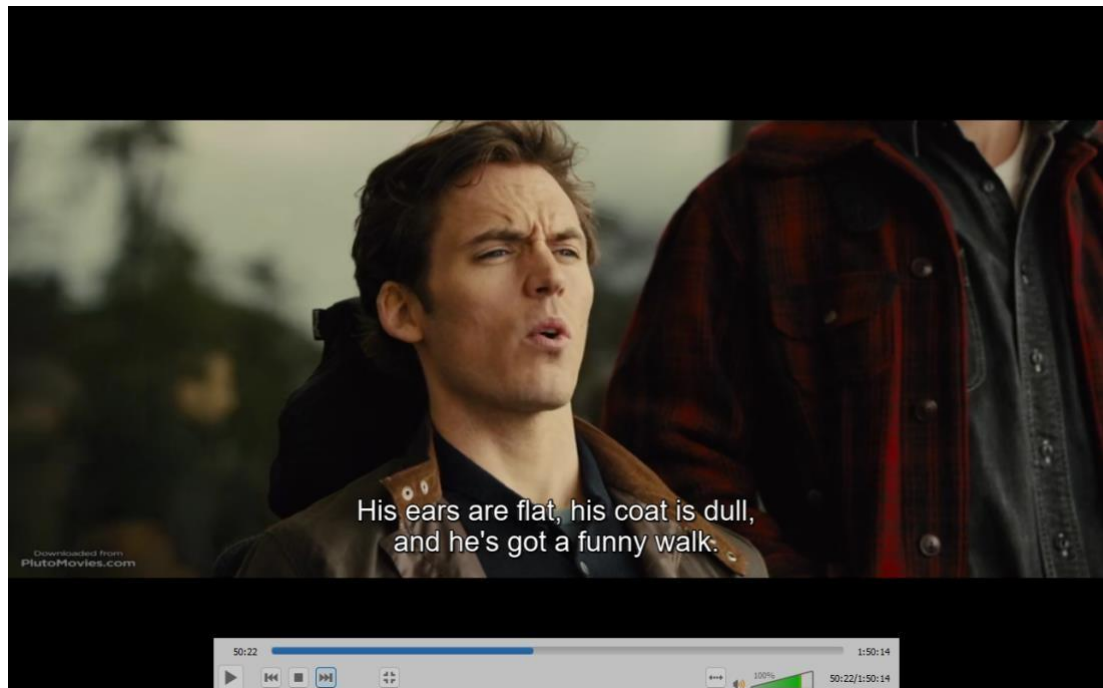 His ears are flat, his coat is dull,
and he's got a funny walk.
Downloaded from
PlutoMovies.com
50:22
1:50:14
100%
50:22/1:50:14